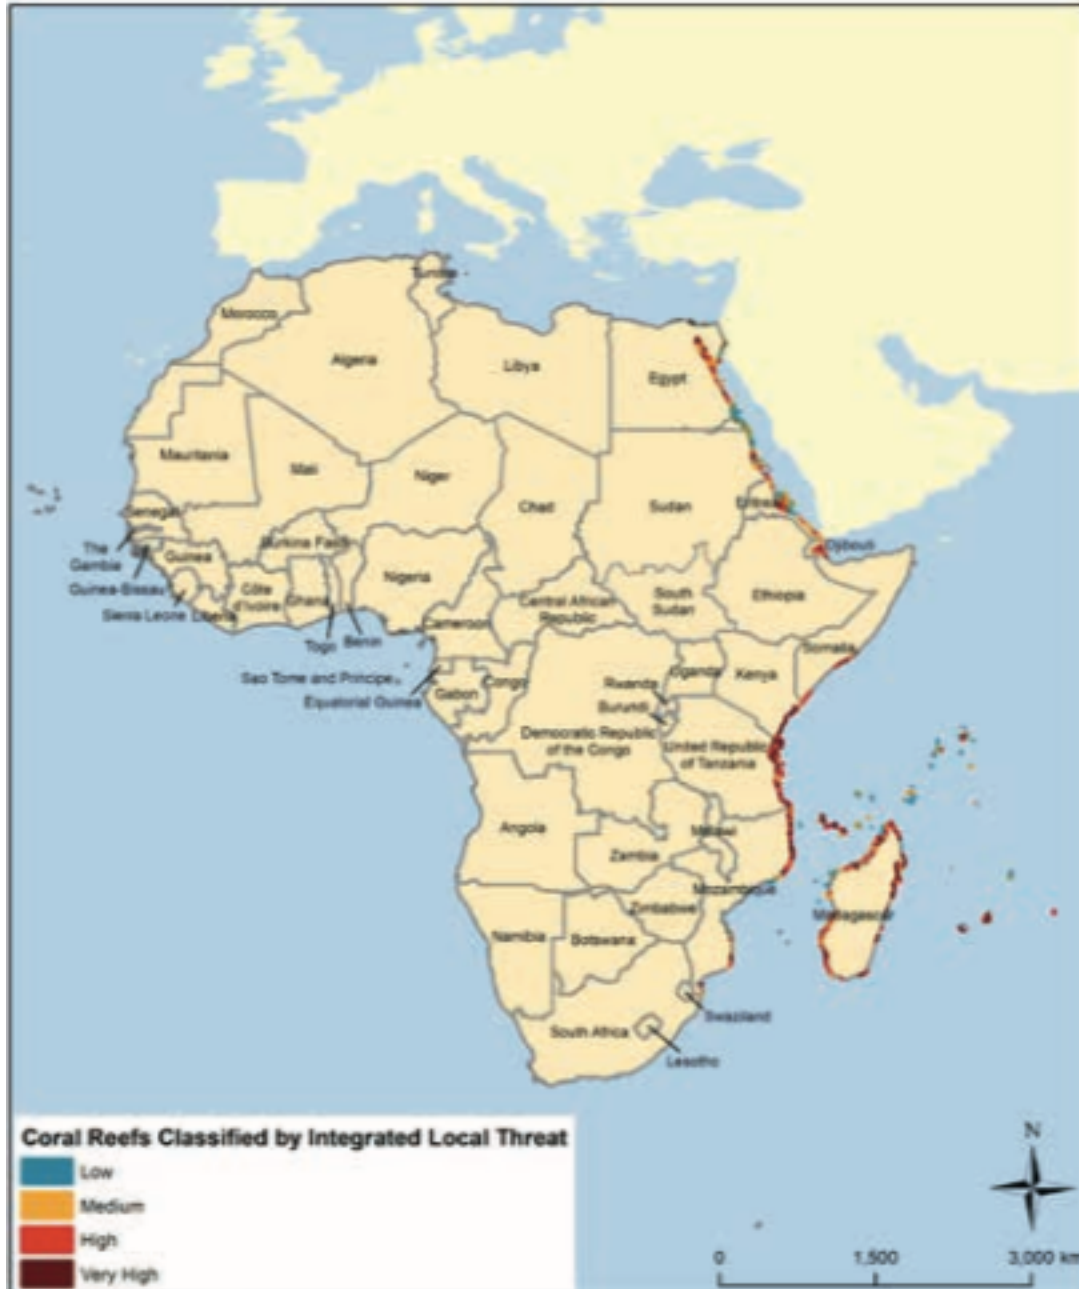 Tunisia
Morocco
Algeria
Libya
Egypt
Mauritania
Mali
Niger
Chad
Sudan
Eritrea
Senegal
The
Gambia
Guinea-Bissau
Guinea
Sierra Leone
Liberia
Côte
d'Ivoire
Burkina Faso
Ghana
Togo
Benin
Nigeria
Cameroon
Central African
Republic
South
Sudan
Ethiopia
Djibouti
Somalia
Sao Tome and Principe
Equatorial Guinea
Gabon
Congo
Democratic Republic
of the Congo
Uganda
Kenya
Rwanda
Burundi
United Republic
of Tanzania
Angola
Zambia
Malawi
Mozambique
Zimbabwe
Madagascar
Namibia
Botswana
South Africa
Swaziland
Lesotho
Coral Reefs Classified by Integrated Local Threat
Low
Medium
High
Very High
N
0 1,500 3,000 km